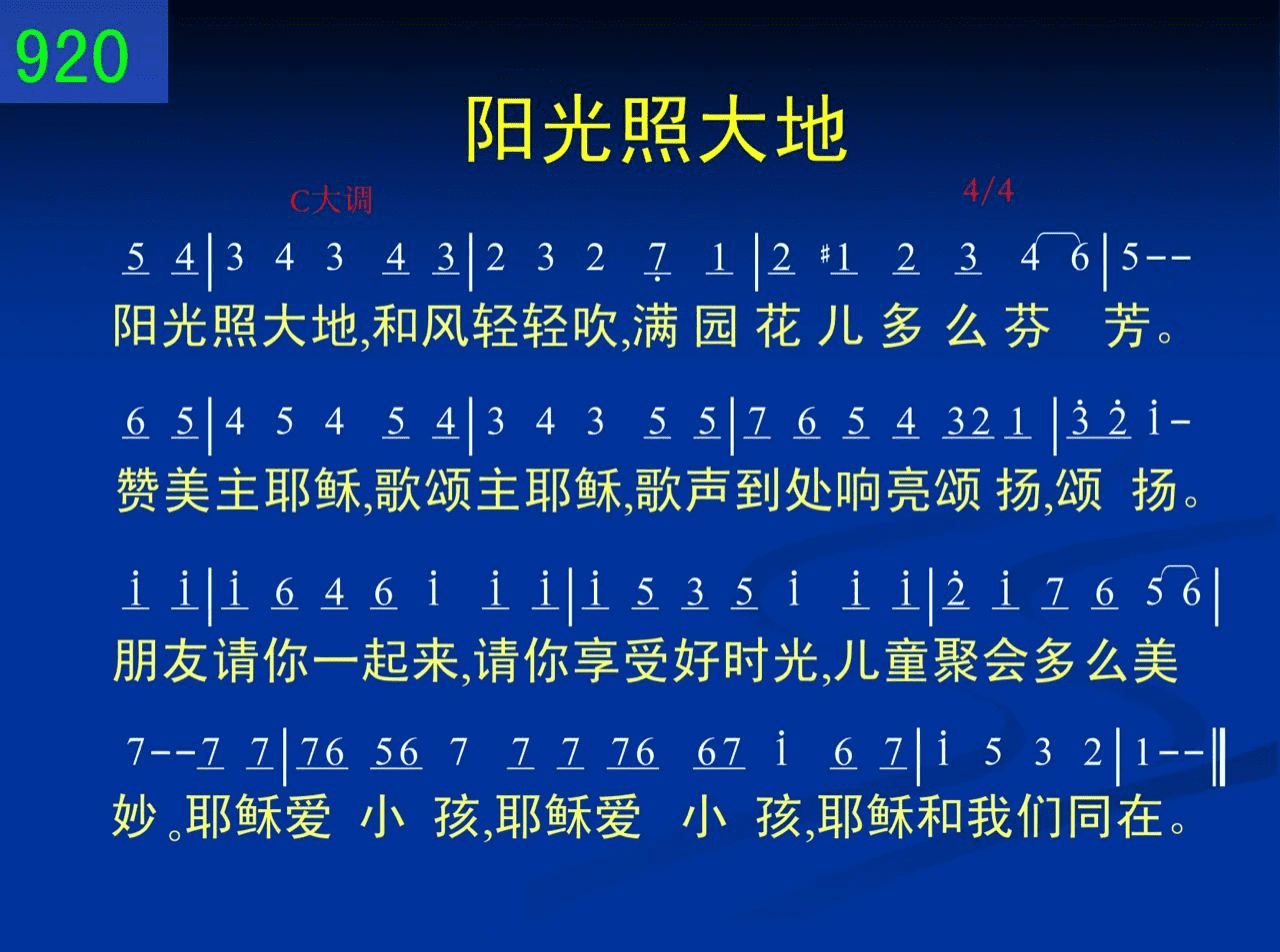 920
阳光照大地
C大调 4/4
5 4|3 4 3 4 3|2 3 2 7̣ 1|2 #1 2 3 4 6|5--
阳光照大地,和风轻轻吹,满园花儿多么芬 芳。
6 5|4 5 4 5 4|3 4 3 5 5|7 6 5 4 32 1|3̇ 2̇ 1̇-
赞美主耶稣,歌颂主耶稣,歌声到处响亮颂扬,颂扬。
1̇ 1̇|1̇ 6 4 6 1̇ 1̇ 1̇|1̇ 5 3 5 1̇ 1̇ 1̇|2̇ 1̇ 7 6 5 6|
朋友请你一起来,请你享受好时光,儿童聚会多么美
7--7 7|76 56 7 7 7 76 67 1̇ 6 7|1̇ 5 3 2|1--‖
妙。耶稣爱小孩,耶稣爱小孩,耶稣和我们同在。